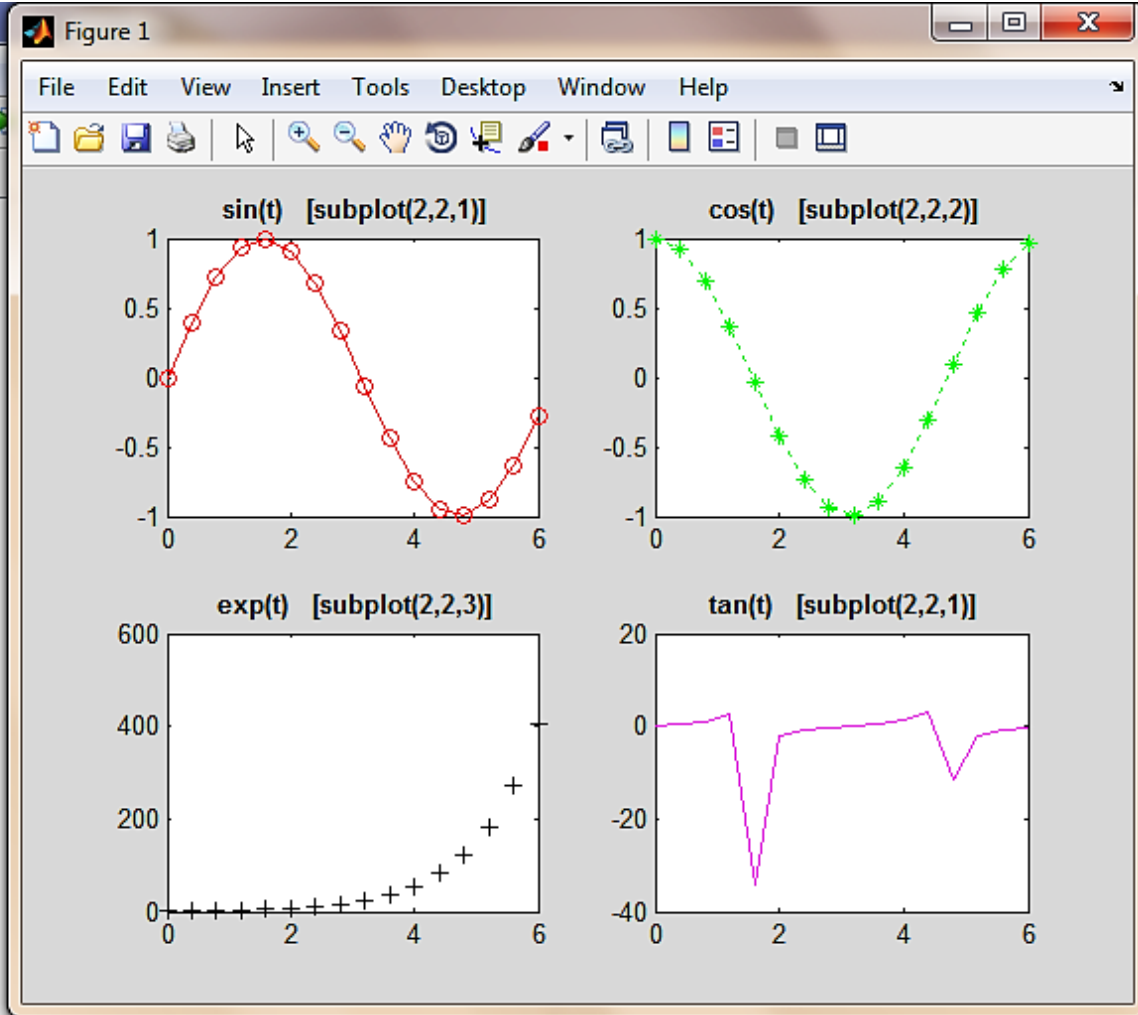 Figure 1
File Edit View Insert Tools Desktop Window Help
sin(t) [subplot(2,2,1)]
1
0.5
0
-0.5
-1
0 2 4 6
cos(t) [subplot(2,2,2)]
1
0.5
0
-0.5
-1
0 2 4 6
exp(t) [subplot(2,2,3)]
600
400
200
0
0 2 4 6
tan(t) [subplot(2,2,1)]
20
0
-20
-40
0 2 4 6